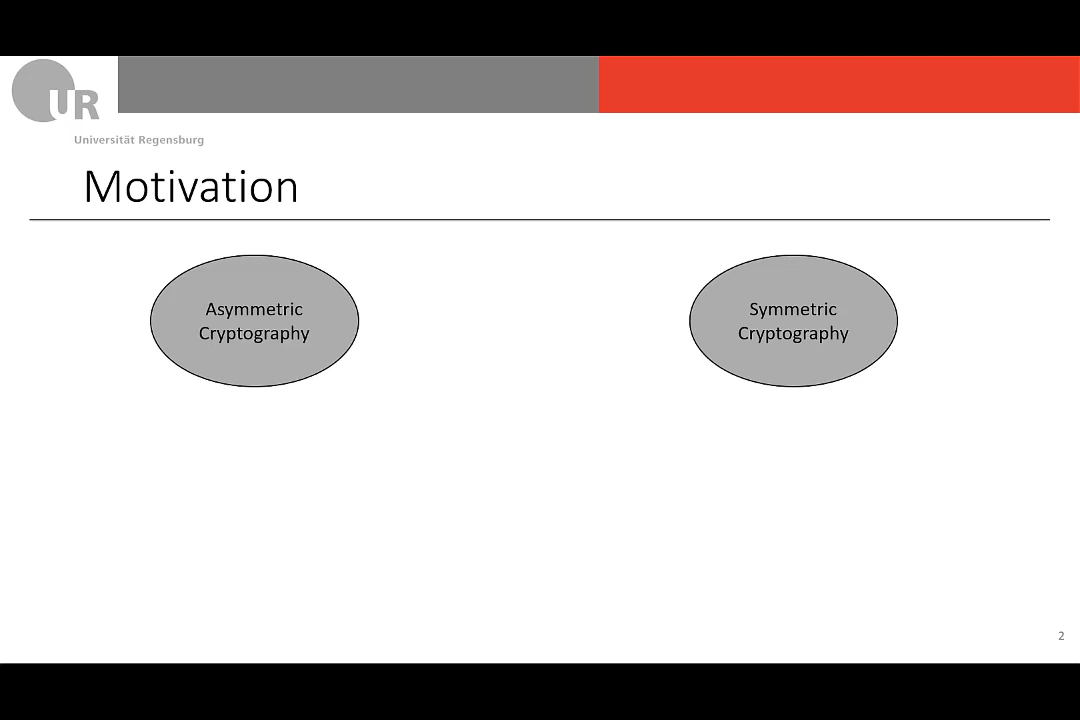 UR
Universität Regensburg
Motivation
Asymmetric
Cryptography
Symmetric
Cryptography
2